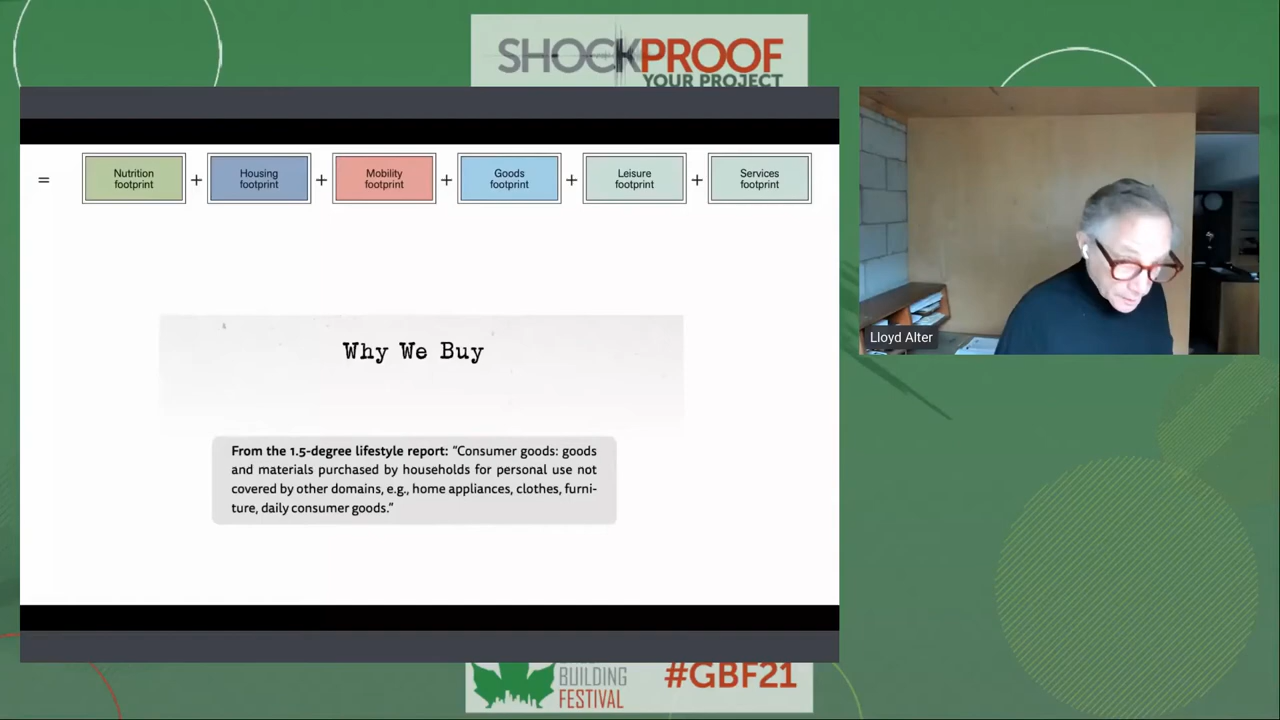 SHOCKPROOF
YOUR PROJECT
=
Nutrition
footprint
+
Housing
footprint
+
Mobility
footprint
+
Goods
footprint
+
Leisure
footprint
+
Services
footprint
Lloyd Alter
Why We Buy
From the 1.5-degree lifestyle report: “Consumer goods: goods
and materials purchased by households for personal use not
covered by other domains, e.g., home appliances, clothes, furni-
ture, daily consumer goods.“
BUILDING
FESTIVAL
#GBF21